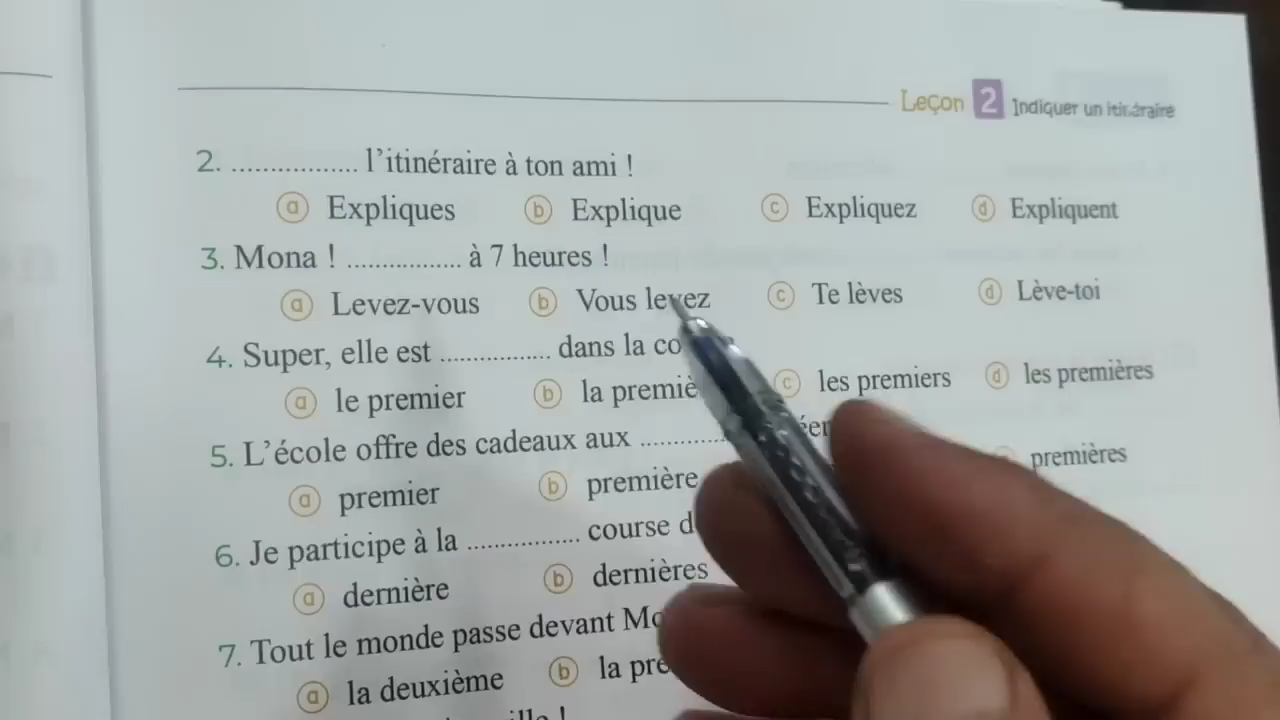 Leçon 2 Indiquer un itinéraire
2. ................. l'itinéraire à ton ami !
a Expliques b Explique c Expliquez d Expliquent
3. Mona ! ................ à 7 heures !
a Levez-vous b Vous levez c Te lèves d Lève-toi
4. Super, elle est ................ dans la
a le premier b la c les premiers d les premières
5. L'école offre des cadeaux aux ............
a premier b première premières
6. Je participe à la ................ course
a dernière b dernières
7. Tout le monde passe devant
a la deuxième b la